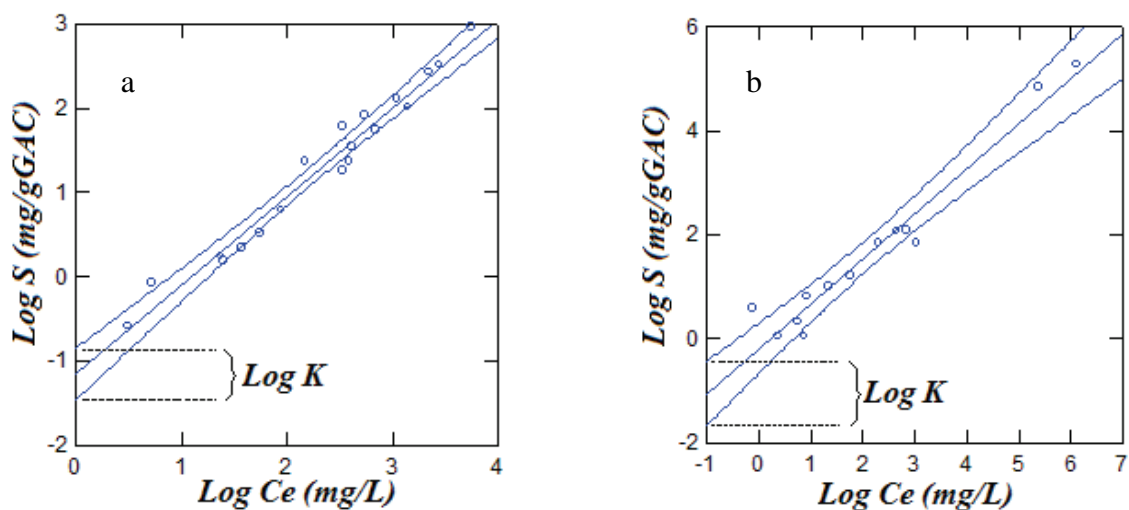 a
Log S (mg/gGAC)
3
2
1
0
-1
-2
Log K
0 1 2 3 4
Log Ce (mg/L)
b
Log S (mg/gGAC)
6
4
2
0
-2
Log K
-1 0 1 2 3 4 5 6 7
Log Ce (mg/L)